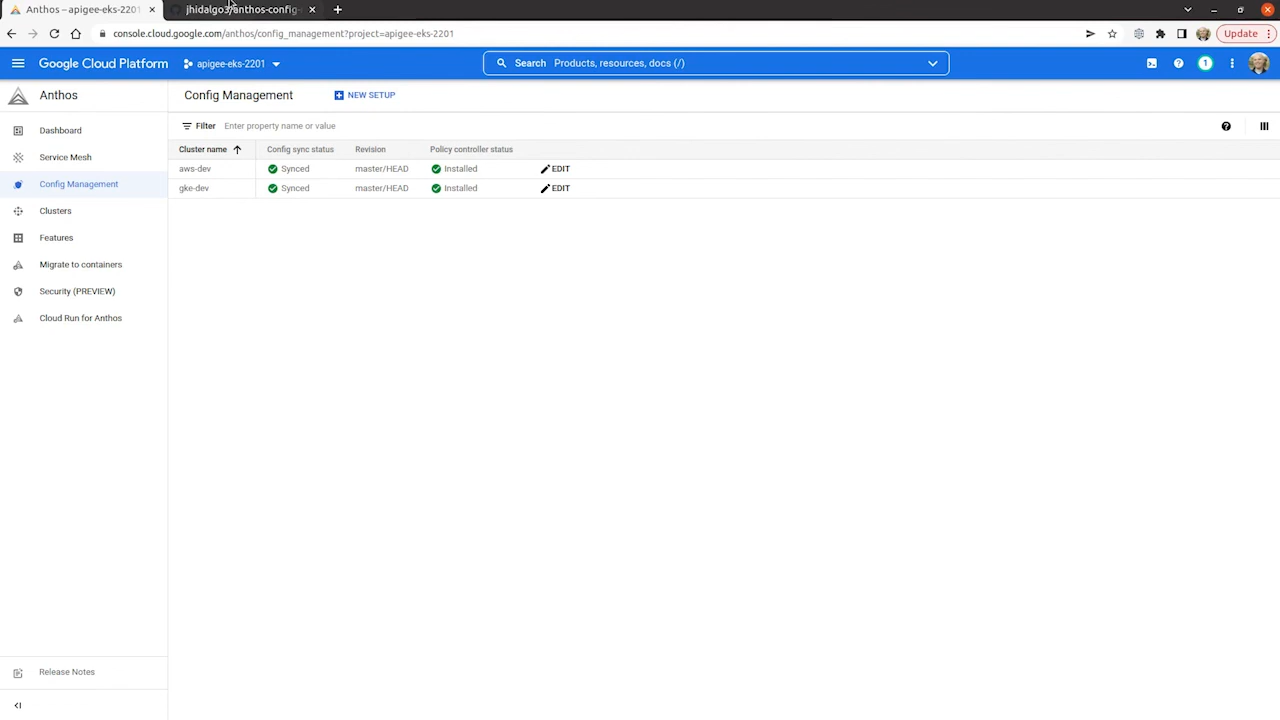 Anthos – apigee-eks-2201
jhidalgo3/anthos-config-
console.cloud.google.com/anthos/config_management?project=apigee-eks-2201
Update
Google Cloud Platform
apigee-eks-2201
Search Products, resources, docs (/)
1
Anthos
Config Management
NEW SETUP
Dashboard
Service Mesh
Config Management
Clusters
Features
Migrate to containers
Security (PREVIEW)
Cloud Run for Anthos
Release Notes
Filter Enter property name or value
Cluster name Config sync status Revision Policy controller status
aws-dev Synced master/HEAD Installed EDIT
gke-dev Synced master/HEAD Installed EDIT